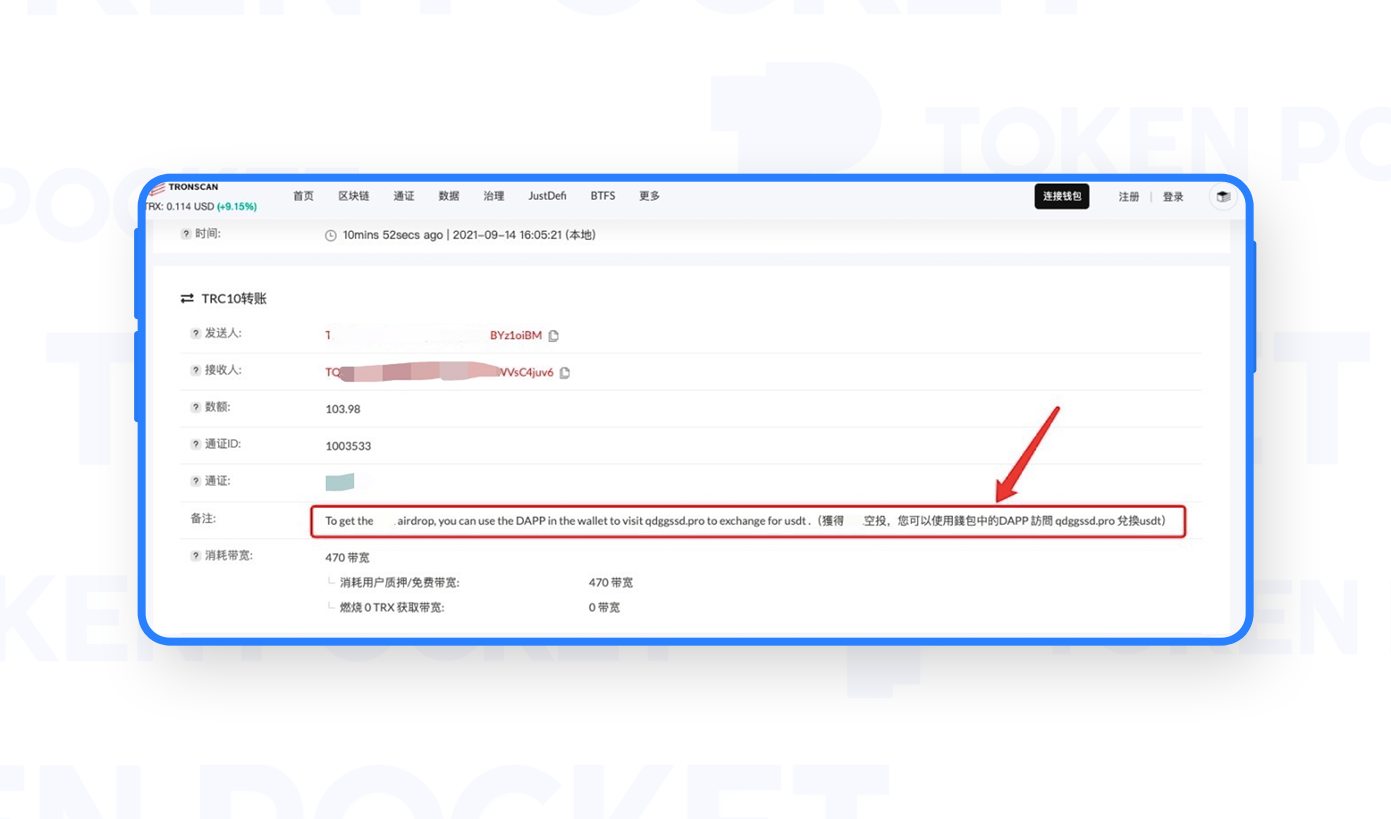 TRONSCAN
TRX: 0.114 USD (+9.15%)
首页 区块链 通证 数据 治理 JustDefi BTFS 更多
连接钱包 注册 | 登录
? 时间: 10mins 52secs ago | 2021-09-14 16:05:21 (本地)
TRC10转账
? 发送人: T BYz1oiBM
? 接收人: TQ VVsC4juv6
? 数额: 103.98
? 通证ID: 1003533
? 通证:
备注: To get the airdrop, you can use the DAPP in the wallet to visit qdggssd.pro to exchange for usdt .（獲得 空投，您可以使用錢包中的DAPP 訪問 qdggssd.pro 兌換usdt）
? 消耗带宽: 470 带宽
消耗用户质押/免费带宽: 470 带宽
燃烧 0 TRX 获取带宽: 0 带宽
TOKEN POCKET